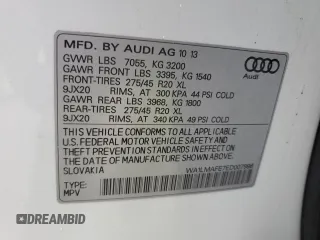 MFD. BY AUDI AG 10 13
GVWR LBS 7055, KG 3200
GAWR FRONT LBS 3395, KG 1540
FRONT-TIRES 275/45 R20 XL
9JX20 RIMS, AT 300 KPA 44 PSI COLD
GAWR REAR LBS 3968, KG 1800
REAR-TIRES 275/45 R20 XL
9JX20 RIMS, AT 340 KPA 49 PSI COLD
THIS VEHICLE CONFORMS TO ALL APPLICABLE
U.S. FEDERAL MOTOR VEHICLE SAFETY AND
THEFT PREVENTION STANDARDS IN EFFECT ON
THE DATE OF MANUFACTURE SHOWN ABOVE.
SLOVAKIA
TYPE:
MPV
Audi
DREAMBID